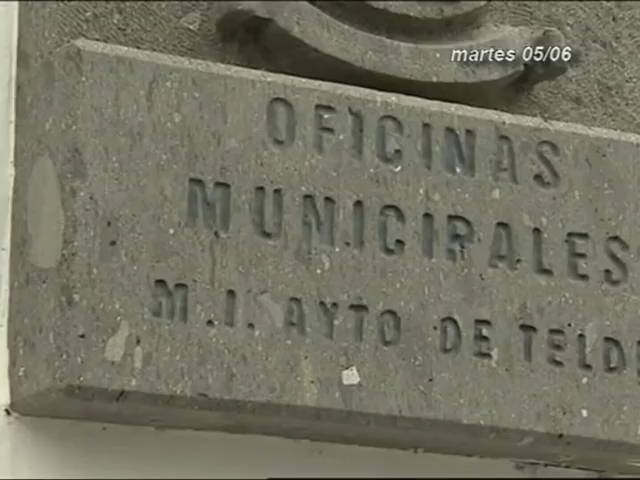 martes 05/06
OFICINAS
MUNICIPALES
M.I. AYTO DE TELDE